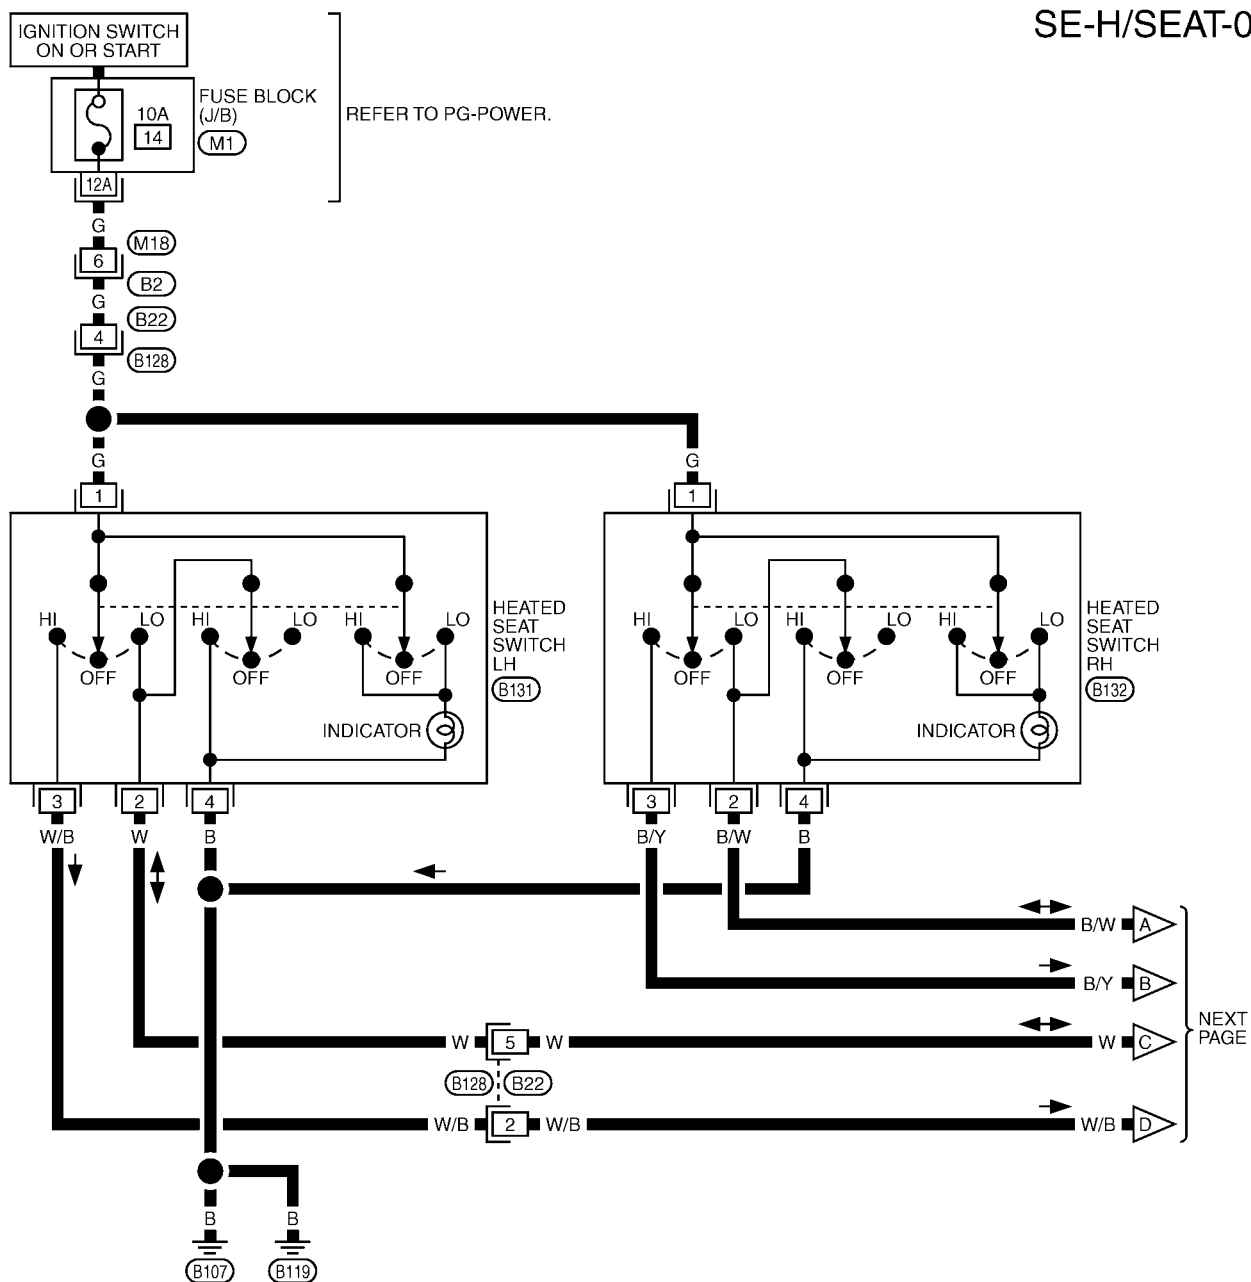 SE-H/SEAT-0
IGNITION SWITCH
ON OR START
FUSE BLOCK
(J/B)
10A
14
M1
REFER TO PG-POWER.
12A
G
M18
6
B2
G
B22
4
B128
G
G
G
1
1
HI
LO
HI
LO
HI
LO
OFF
OFF
OFF
INDICATOR
HEATED
SEAT
SWITCH
LH
B131
HI
LO
HI
LO
HI
LO
OFF
OFF
OFF
INDICATOR
HEATED
SEAT
SWITCH
RH
B132
3
2
4
3
2
4
W/B
W
B
B/Y
B/W
B
B/W
A
B/Y
B
W
5
W
W
C
B128
B22
W/B
2
W/B
W/B
D
NEXT
PAGE
B
B
B107
B119